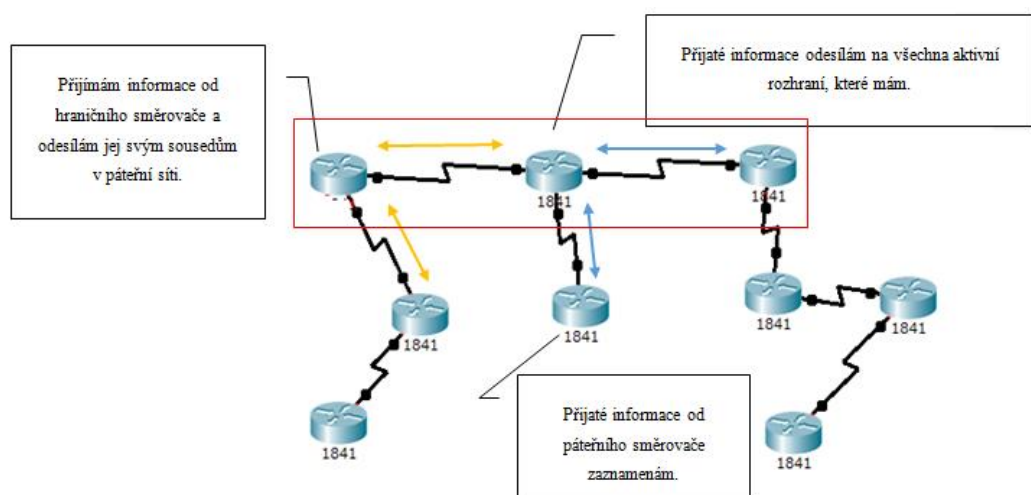 Přijímám informace od
hraničního směrovače a
odesílám jej svým sousedům
v páteřní síti.
Přijaté informace odesílám na všechna aktivní
rozhraní, které mám.
1841
1841
1841
1841
1841
1841
1841
1841
Přijaté informace od
páteřního směrovače
zaznamenám.
1841